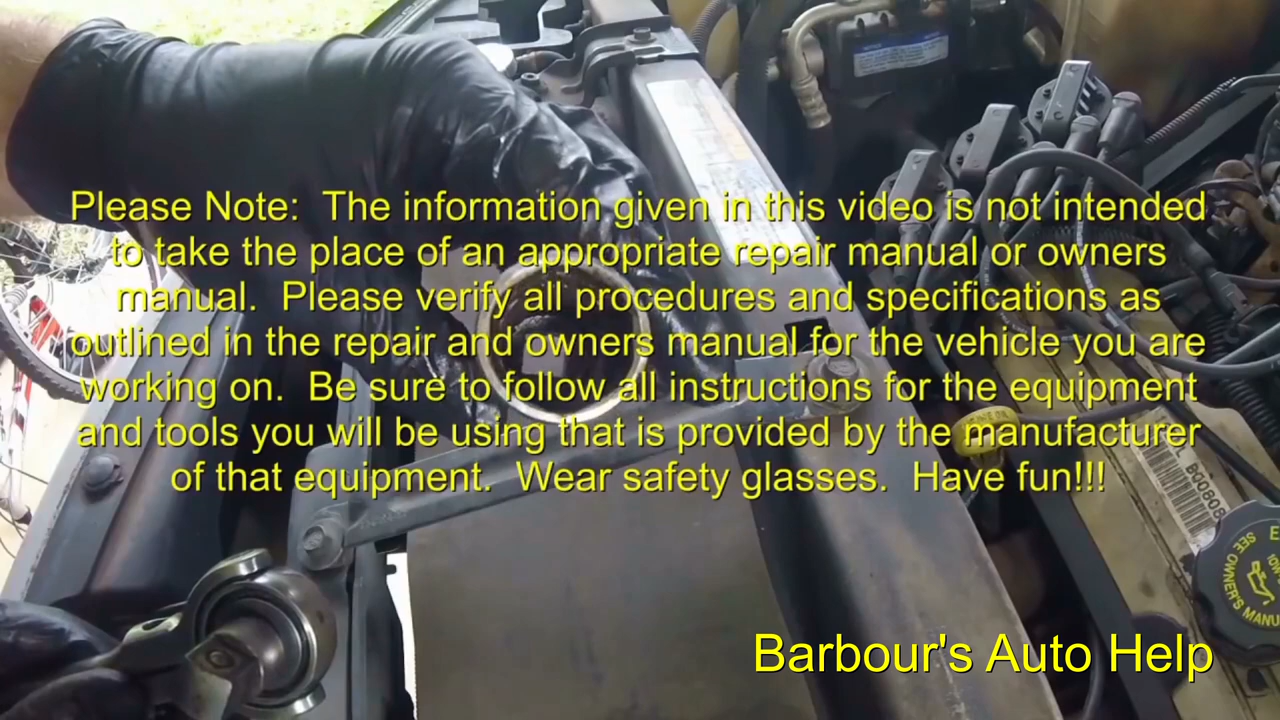 Please Note:  The information given in this video is not intended
to take the place of an appropriate repair manual or owners
manual.  Please verify all procedures and specifications as
outlined in the repair and owners manual for the vehicle you are
working on.  Be sure to follow all instructions for the equipment
and tools you will be using that is provided by the manufacturer
of that equipment.  Wear safety glasses.  Have fun!!!
SEE OWNER'S MANU
Barbour's Auto Help